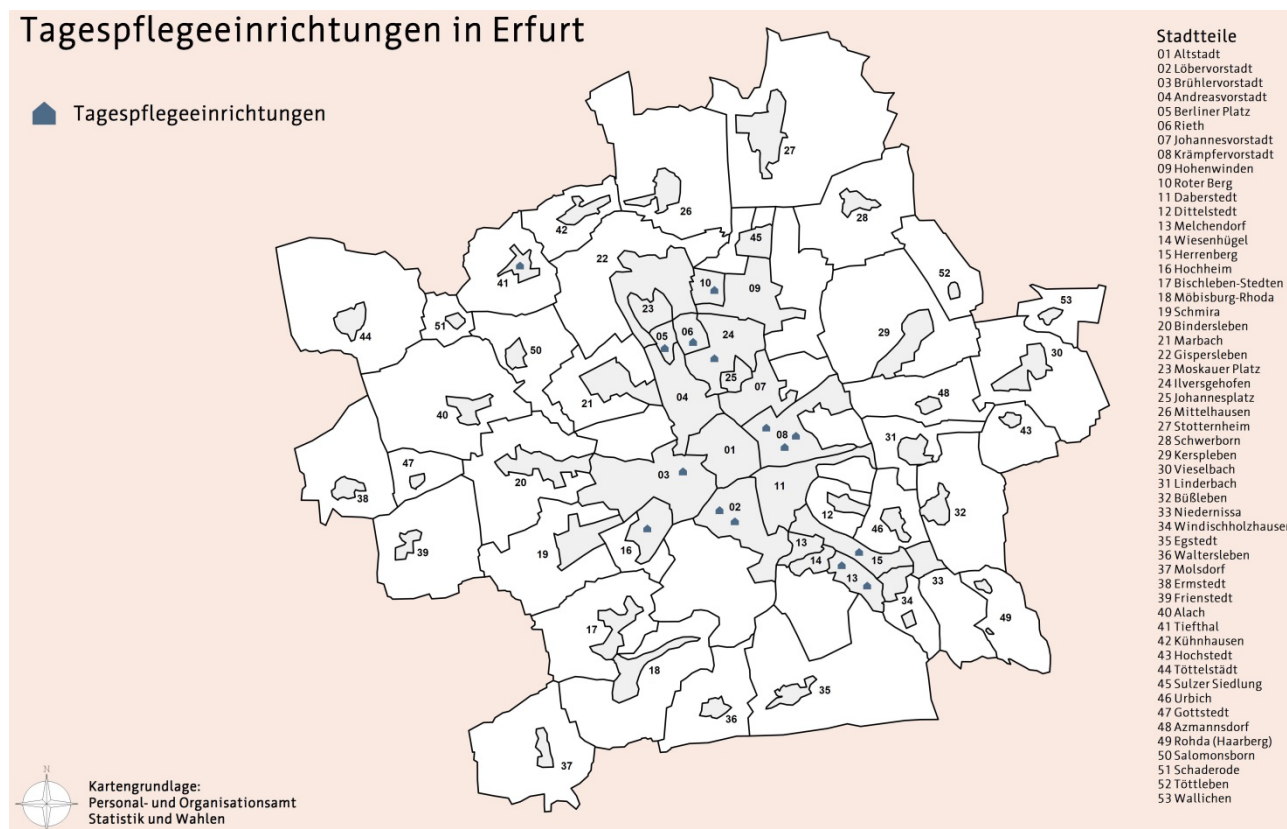 Tagespflegeeinrichtungen in Erfurt
Tagespflegeeinrichtungen
Stadtteile
01 Altstadt
02 Löbervorstadt
03 Brühlervorstadt
04 Andreasvorstadt
05 Berliner Platz
06 Rieth
07 Johannesvorstadt
08 Krämpfervorstadt
09 Hohenwinden
10 Roter Berg
11 Daberstedt
12 Dittelstedt
13 Melchendorf
14 Wiesenhügel
15 Herrenberg
16 Hochheim
17 Bischleben-Stedten
18 Möbisburg-Rhoda
19 Schmira
20 Bindersleben
21 Marbach
22 Gispersleben
23 Moskauer Platz
24 Ilversgehofen
25 Johannesplatz
26 Mittelhausen
27 Stotternheim
28 Schwerborn
29 Kerspleben
30 Vieselbach
31 Linderbach
32 Büßleben
33 Niedernissa
34 Windischholzhausen
35 Egstedt
36 Waltersleben
37 Molsdorf
38 Ermstedt
39 Frienstedt
40 Alach
41 Tiefthal
42 Kühnhausen
43 Hochstedt
44 Töttelstädt
45 Sulzer Siedlung
46 Urbich
47 Gottstedt
48 Azmannsdorf
49 Rohda (Haarberg)
50 Salomonsborn
51 Schaderode
52 Töttleben
53 Wallichen
27
26
28
42
45
22
41
52
10
09
53
23
44
51
05
06
24
29
50
30
25
07
21
04
48
40
43
08
31
01
47
03
11
20
38
02
12
46
32
39
19
16
13
14
15
13
33
34
17
49
18
35
36
37
N
Kartengrundlage:
Personal- und Organisationsamt
Statistik und Wahlen